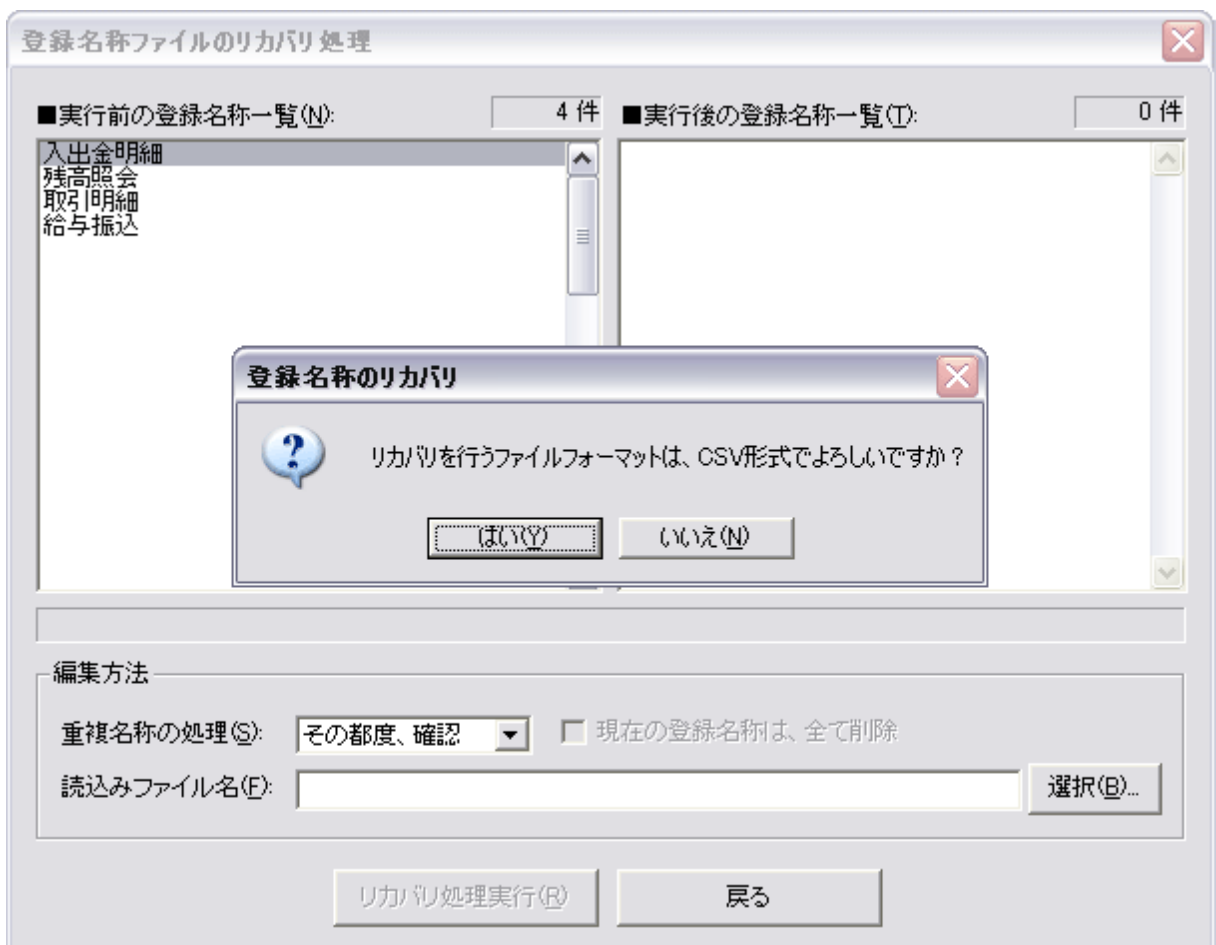 登録名称ファイルのリカバリ処理
■実行前の登録名称一覧(N): 4 件
■実行後の登録名称一覧(T): 0 件
入出金明細
残高照会
取引明細
給与振込
登録名称のリカバリ
リカバリを行うファイルフォーマットは、CSV形式でよろしいですか？
はい(Y)
いいえ(N)
編集方法
重複名称の処理(S): その都度、確認
現在の登録名称は、全て削除
読込みファイル名(F):
選択(B)...
リカバリ処理実行(R)
戻る